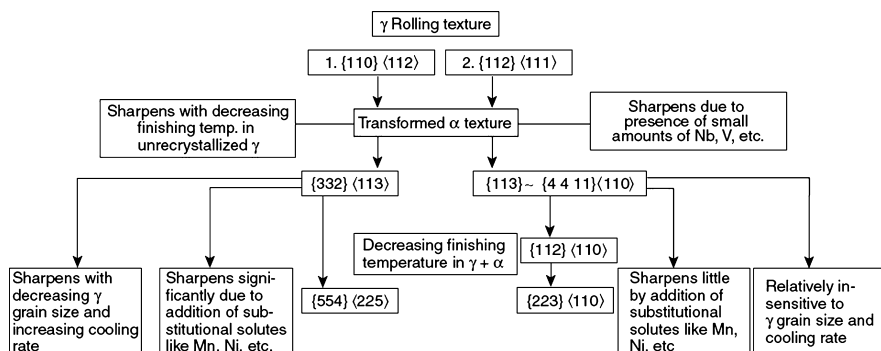 γ Rolling texture
1. {110} ⟨112⟩
2. {112} ⟨111⟩
Sharpens with decreasing
finishing temp. in
unrecrystallized γ
Transformed α texture
Sharpens due to
presence of small
amounts of Nb, V, etc.
{332} ⟨113⟩
{113} ~ {4 4 11}⟨110⟩
Decreasing finishing
temperature in γ + α
{112} ⟨110⟩
Sharpens with
decreasing γ
grain size and
increasing cooling
rate
Sharpens signi-
ficantly due to
addition of sub-
stitutional solutes
like Mn, Ni, etc.
{554} ⟨225⟩
{223} ⟨110⟩
Sharpens little
by addition of
substitutional
solutes like Mn,
Ni, etc
Relatively in-
sensitive to
γ grain size and
cooling rate